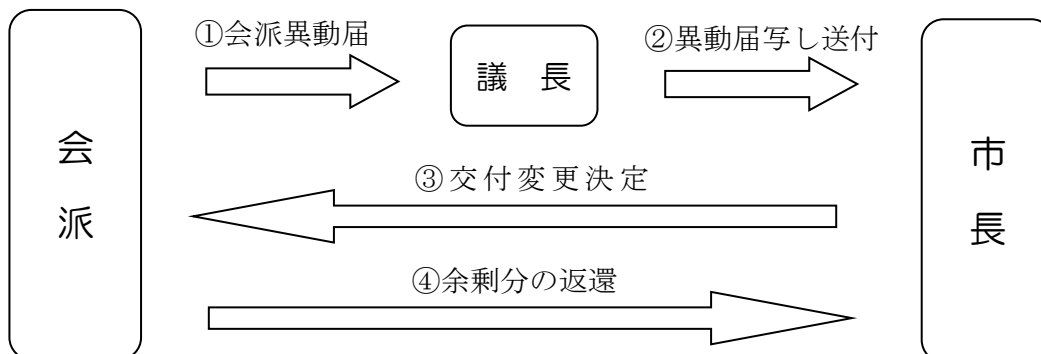 ①会派異動届
②異動届写し送付
議　長
会派
市長
③交付変更決定
④余剰分の返還